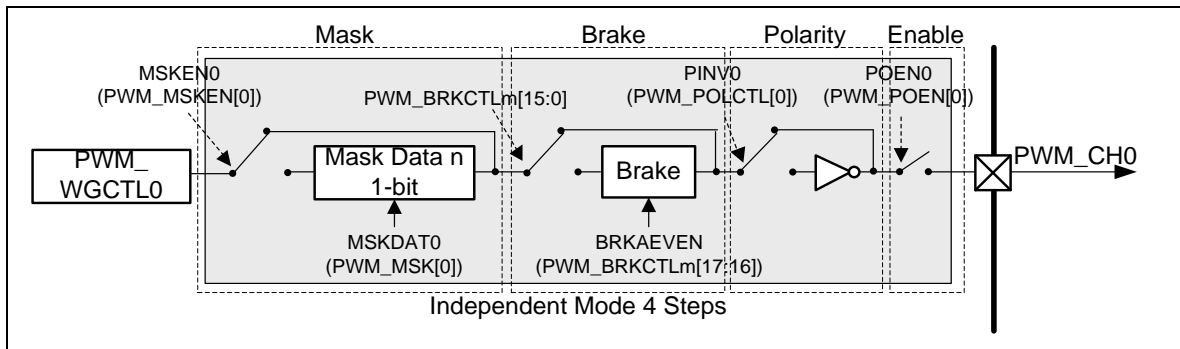 Mask
Brake
Polarity
Enable
MSKEN0
(PWM_MSKEN[0])
PWM_BRKCTLm[15:0]
PINV0
(PWM_POLCTL[0])
POEN0
(PWM_POEN[0])
PWM_
WGCTL0
Mask Data n
1-bit
Brake
PWM_CH0
MSKDAT0
(PWM_MSK[0])
BRKAEVEN
(PWM_BRKCTLm[17:16])
Independent Mode 4 Steps